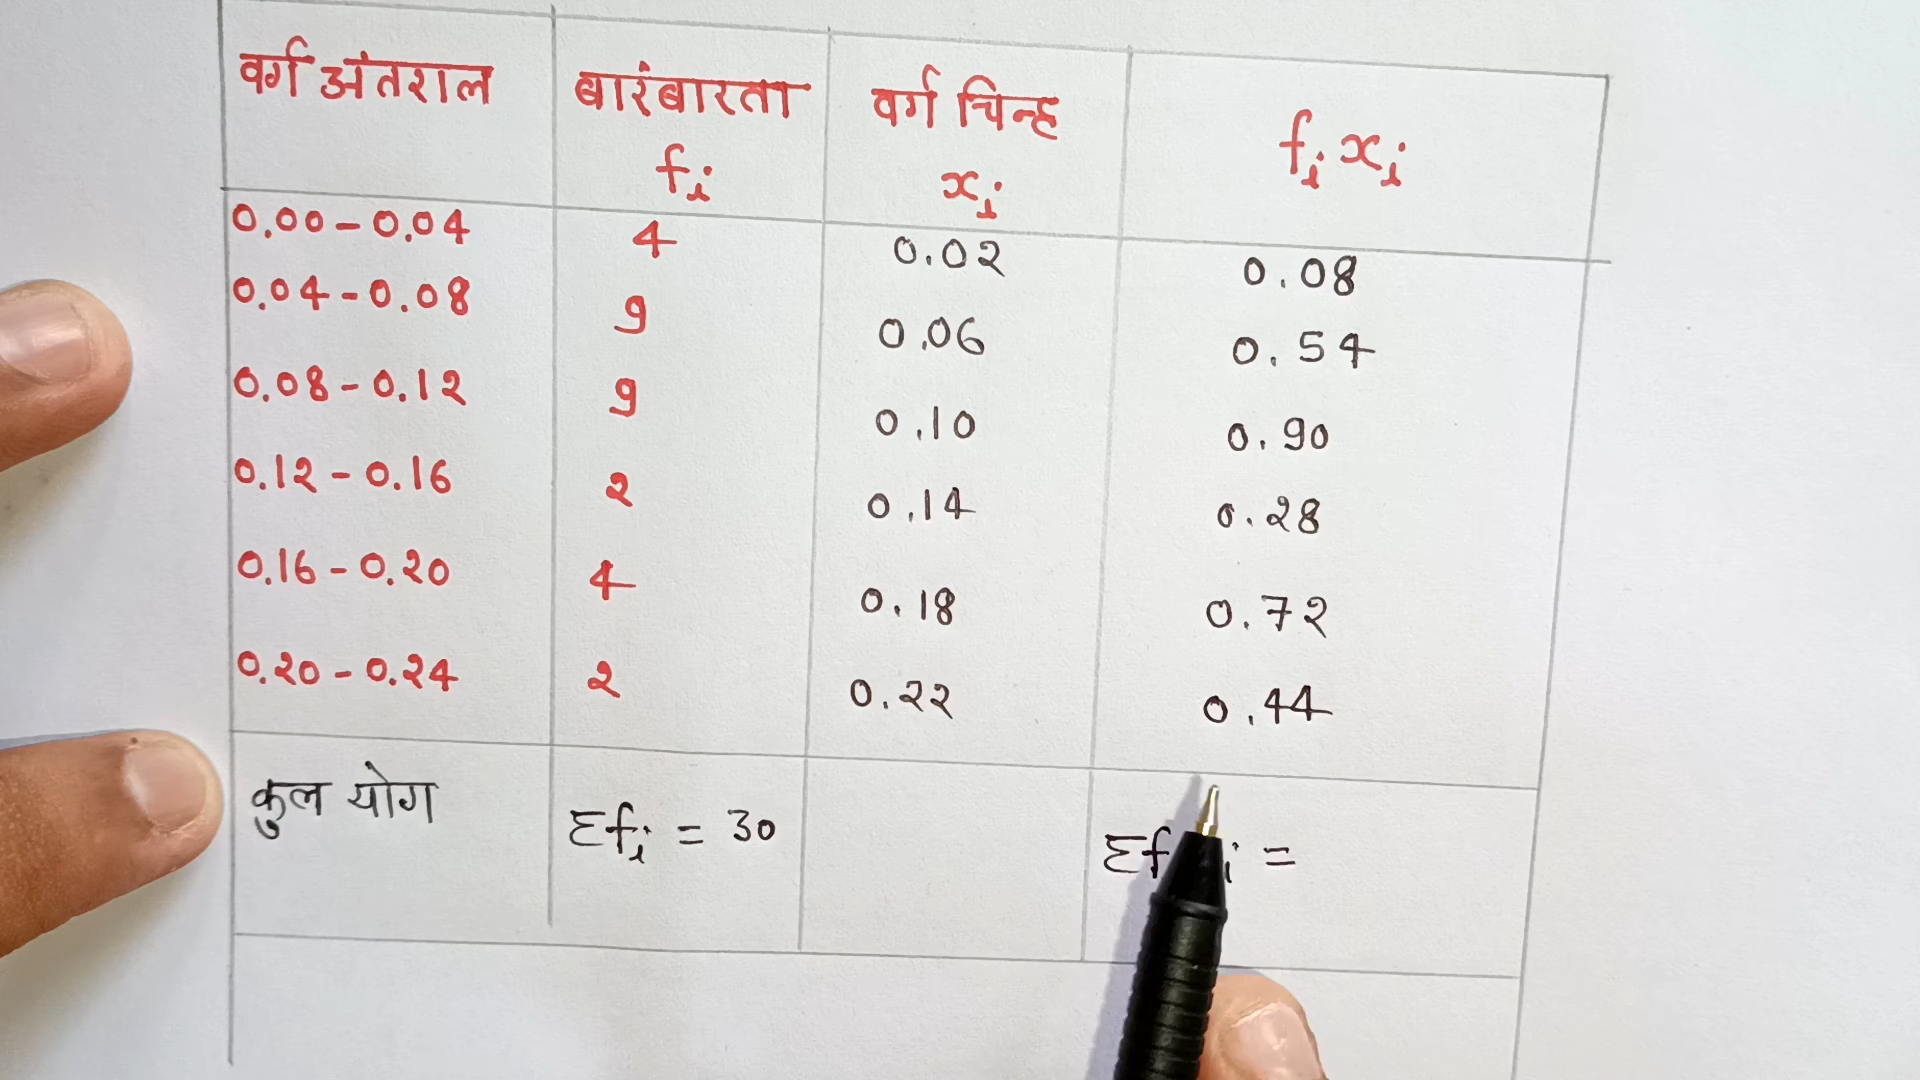 वर्ग अंतराल बारंबारता fi वर्ग चिन्ह xi fi xi
0.00 - 0.04 4 0.02 0.08
0.04 - 0.08 9 0.06 0.54
0.08 - 0.12 9 0.10 0.90
0.12 - 0.16 2 0.14 0.28
0.16 - 0.20 4 0.18 0.72
0.20 - 0.24 2 0.22 0.44
कुल योग Σfi = 30 Σf i =